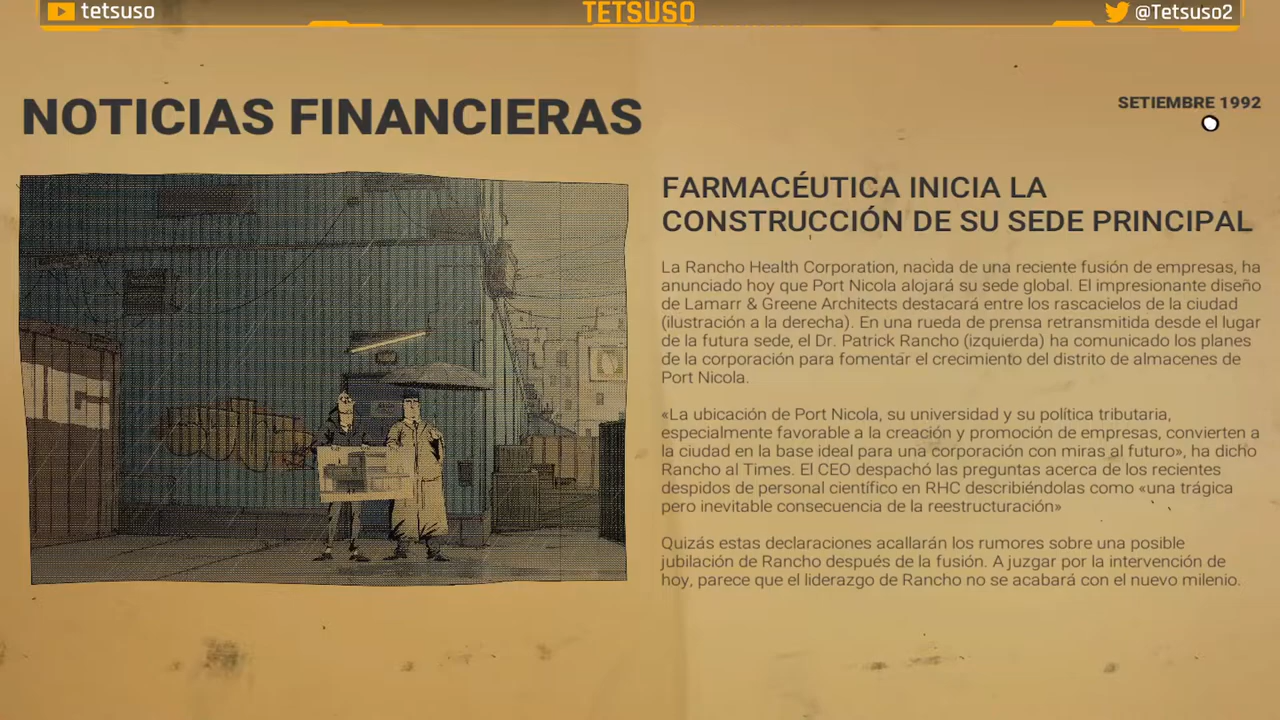 tetsuso
TETSUSO
@Tetsuso2
NOTICIAS FINANCIERAS
SETIEMBRE 1992
FARMACÉUTICA INICIA LA
CONSTRUCCIÓN DE SU SEDE PRINCIPAL
La Rancho Health Corporation, nacida de una reciente fusión de empresas, ha
anunciado hoy que Port Nicola alojará su sede global. El impresionante diseño
de Lamarr & Greene Architects destacará entre los rascacielos de la ciudad
(ilustración a la derecha). En una rueda de prensa retransmitida desde el lugar
de la futura sede, el Dr. Patrick Rancho (izquierda) ha comunicado los planes
de la corporación para fomentar el crecimiento del distrito de almacenes de
Port Nicola.
«La ubicación de Port Nicola, su universidad y su política tributaria,
especialmente favorable a la creación y promoción de empresas, convierten a
la ciudad en la base ideal para una corporación con miras al futuro», ha dicho
Rancho al Times. El CEO despachó las preguntas acerca de los recientes
despidos de personal científico en RHC describiéndolas como «una trágica
pero inevitable consecuencia de la reestructuración»
Quizás estas declaraciones acallarán los rumores sobre una posible
jubilación de Rancho después de la fusión. A juzgar por la intervención de
hoy, parece que el liderazgo de Rancho no se acabará con el nuevo milenio.